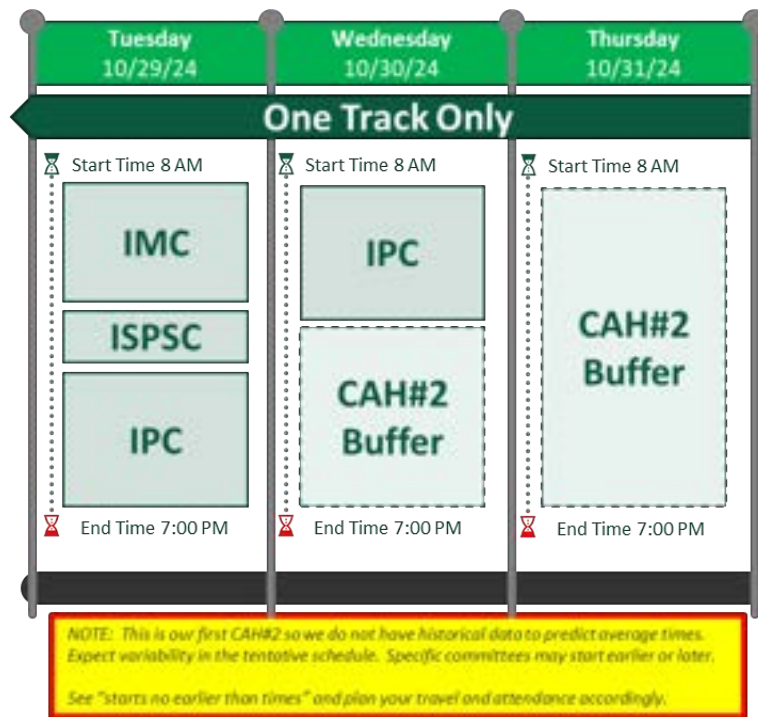 Tuesday
10/29/24
Wednesday
10/30/24
Thursday
10/31/24
One Track Only
Start Time 8 AM
IMC
ISPSC
IPC
End Time 7:00 PM
Start Time 8 AM
IPC
CAH#2
Buffer
End Time 7:00 PM
Start Time 8 AM
CAH#2
Buffer
End Time 7:00 PM
NOTE: This is our first CAH#2 so we do not have historical data to predict average times.
Expect variability in the tentative schedule. Specific committees may start earlier or later.
See "starts no earlier than times" and plan your travel and attendance accordingly.